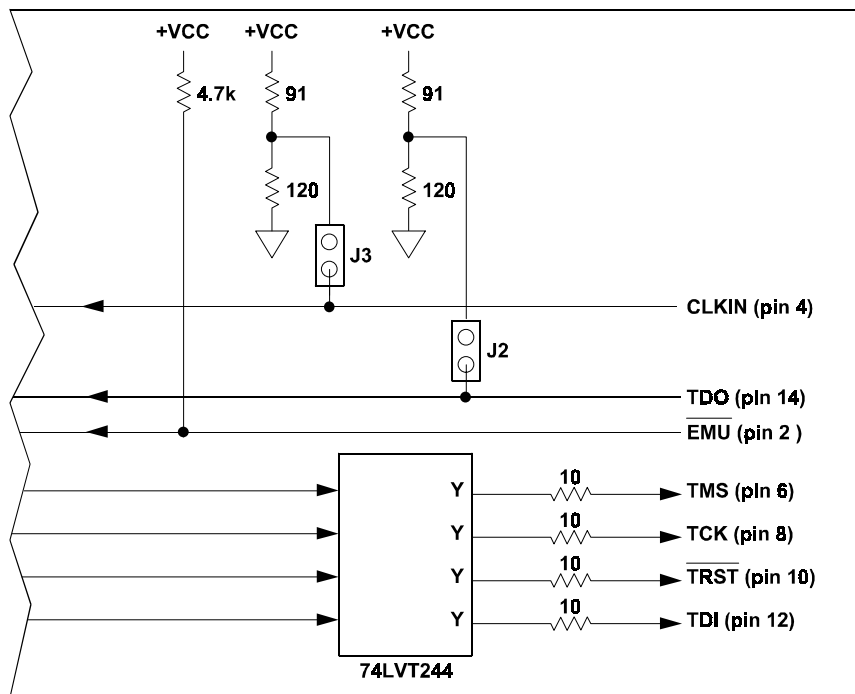 +VCC +VCC +VCC
4.7k 91 91
120 120
J3
CLKIN (pin 4)
J2
TDO (pIn 14)
EMU (pin 2 )
Y 10 TMS (pIn 6)
Y 10 TCK (pin 8)
Y 10 TRST (pin 10)
Y 10 TDI (pin 12)
74LVT244